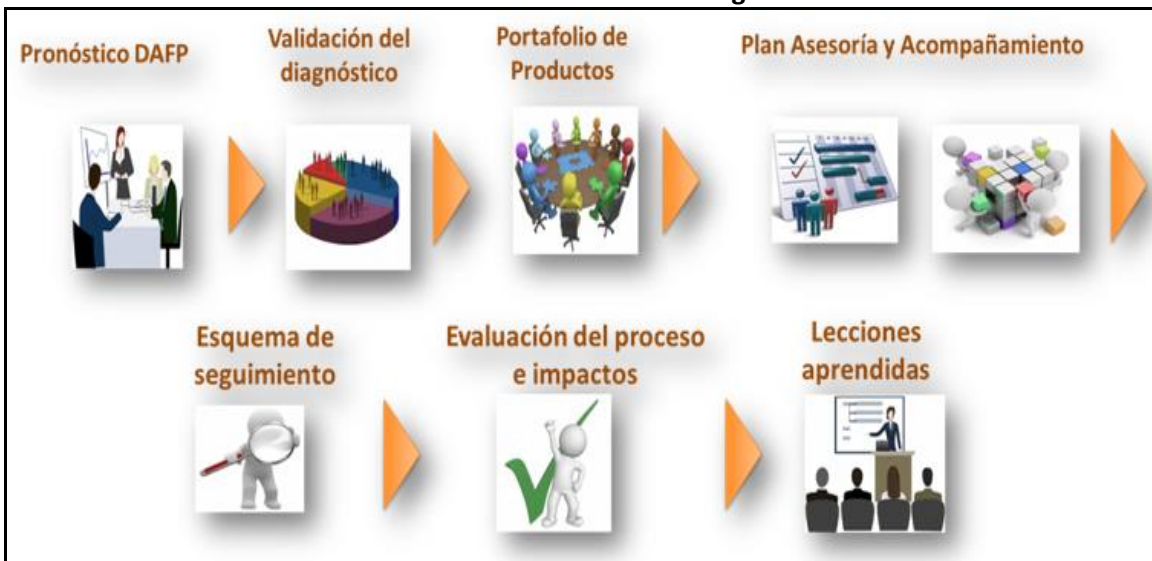 Pronóstico DAFP
Validación del
diagnóstico
Portafolio de
Productos
Plan Asesoría y Acompañamiento
Esquema de
seguimiento
Evaluación del proceso
e impactos
Lecciones
aprendidas